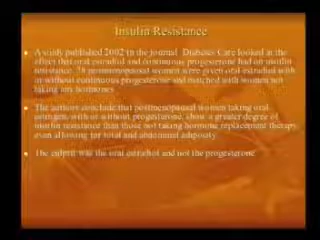 Insulin Resistance
A study published 2002 in the journal Diabetes Care looked at the
effect that oral estradiol and continuous progesterone had on insulin
resistance. postmenopausal women were given oral estradiol with
or without continuous progesterone and matched with women not
taking any hormones
The authors conclude that postmenopausal women taking oral
estrogens, with or without progesterone, show a greater degree of
insulin resistance than those not taking hormone replacement therapy
even allowing for total and abdominal adiposity
The culprit was the oral estradiol and not the progesterone